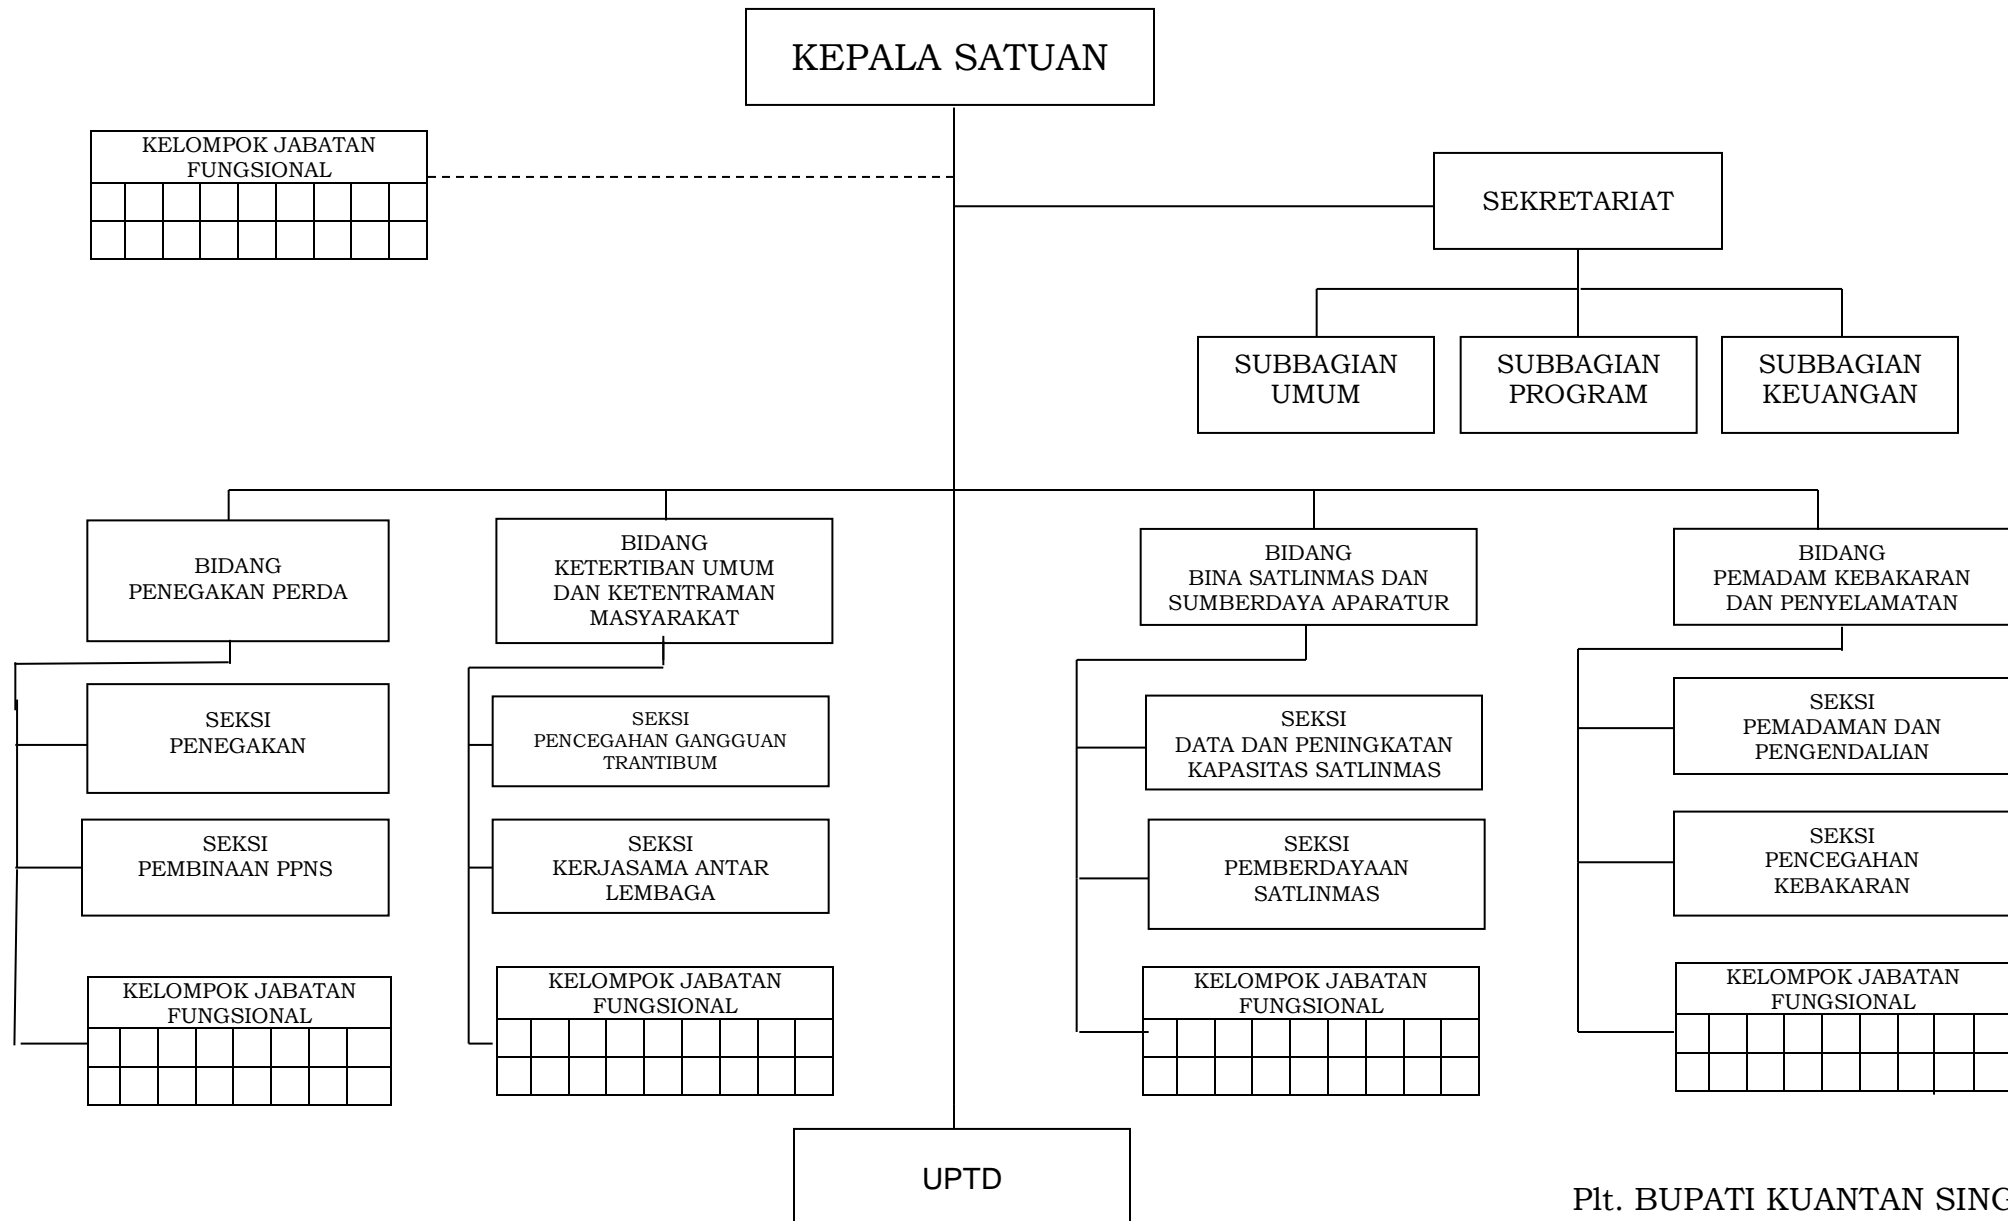 KEPALA SATUAN
KELOMPOK JABATAN
FUNGSIONAL
SEKRETARIAT
SUBBAGIAN
UMUM
SUBBAGIAN
PROGRAM
SUBBAGIAN
KEUANGAN
BIDANG
PENEGAKAN PERDA
BIDANG
KETERTIBAN UMUM
DAN KETENTRAMAN
MASYARAKAT
BIDANG
BINA SATLINMAS DAN
SUMBERDAYA APARATUR
BIDANG
PEMADAM KEBAKARAN
DAN PENYELAMATAN
SEKSI
PENEGAKAN
SEKSI
PENCEGAHAN GANGGUAN
TRANTIBUM
SEKSI
DATA DAN PENINGKATAN
KAPASITAS SATLINMAS
SEKSI
PEMADAMAN DAN
PENGENDALIAN
SEKSI
PEMBINAAN PPNS
SEKSI
KERJASAMA ANTAR
LEMBAGA
SEKSI
PEMBERDAYAAN
SATLINMAS
SEKSI
PENCEGAHAN
KEBAKARAN
KELOMPOK JABATAN
FUNGSIONAL
KELOMPOK JABATAN
FUNGSIONAL
KELOMPOK JABATAN
FUNGSIONAL
KELOMPOK JABATAN
FUNGSIONAL
UPTD
Plt. BUPATI KUANTAN